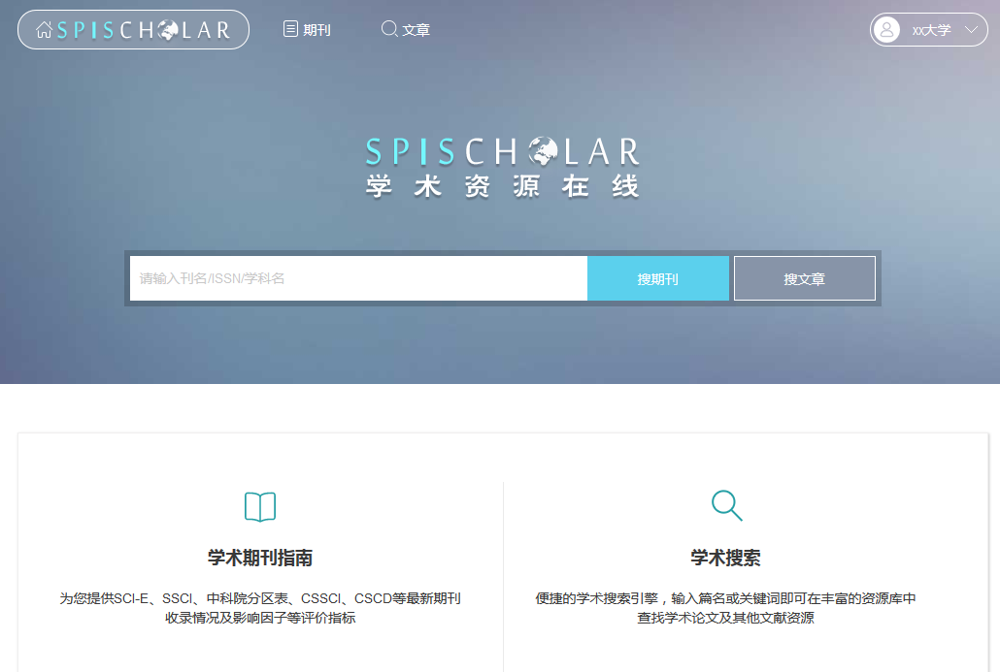 SPISCHOLAR 期刊 文章 xx大学
SPISCHOLAR
学术资源在线
请输入刊名/ISSN/学科名 搜期刊 搜文章
学术期刊指南
为您提供SCI-E、SSCI、中科院分区表、CSSCI、CSCD等最新期刊
收录情况及影响因子等评价指标
学术搜索
便捷的学术搜索引擎，输入篇名或关键词即可在丰富的资源库中
查找学术论文及其他文献资源